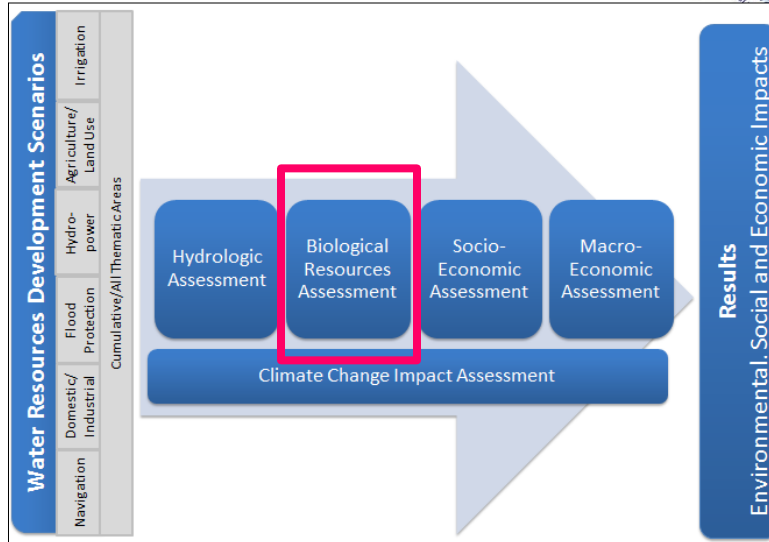 Water Resources Development Scenarios
Irrigation
Agriculture/
Land Use
Hydro-
power
Flood
Protection
Domestic/
Industrial
Navigation
Cumulative/All Thematic Areas
Hydrologic
Assessment
Biological
Resources
Assessment
Socio-
Economic
Assessment
Macro-
Economic
Assessment
Climate Change Impact Assessment
Results
Environmental. Social and Economic Impacts